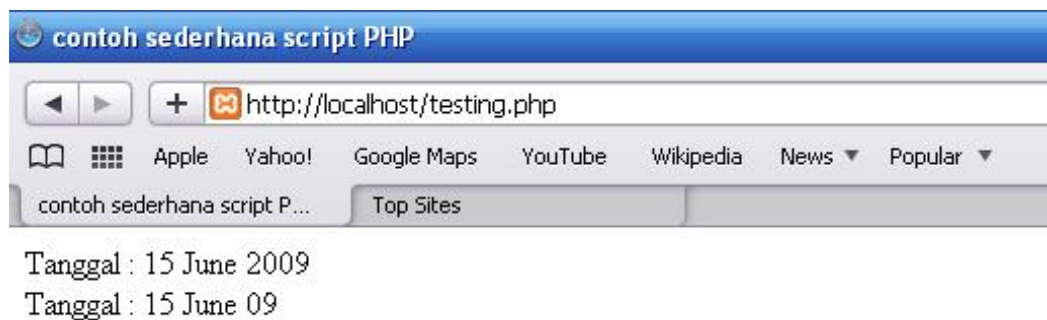 contoh sederhana script PHP
http://localhost/testing.php
Apple Yahoo! Google Maps YouTube Wikipedia News Popular
contoh sederhana script P... Top Sites
Tanggal : 15 June 2009
Tanggal : 15 June 09